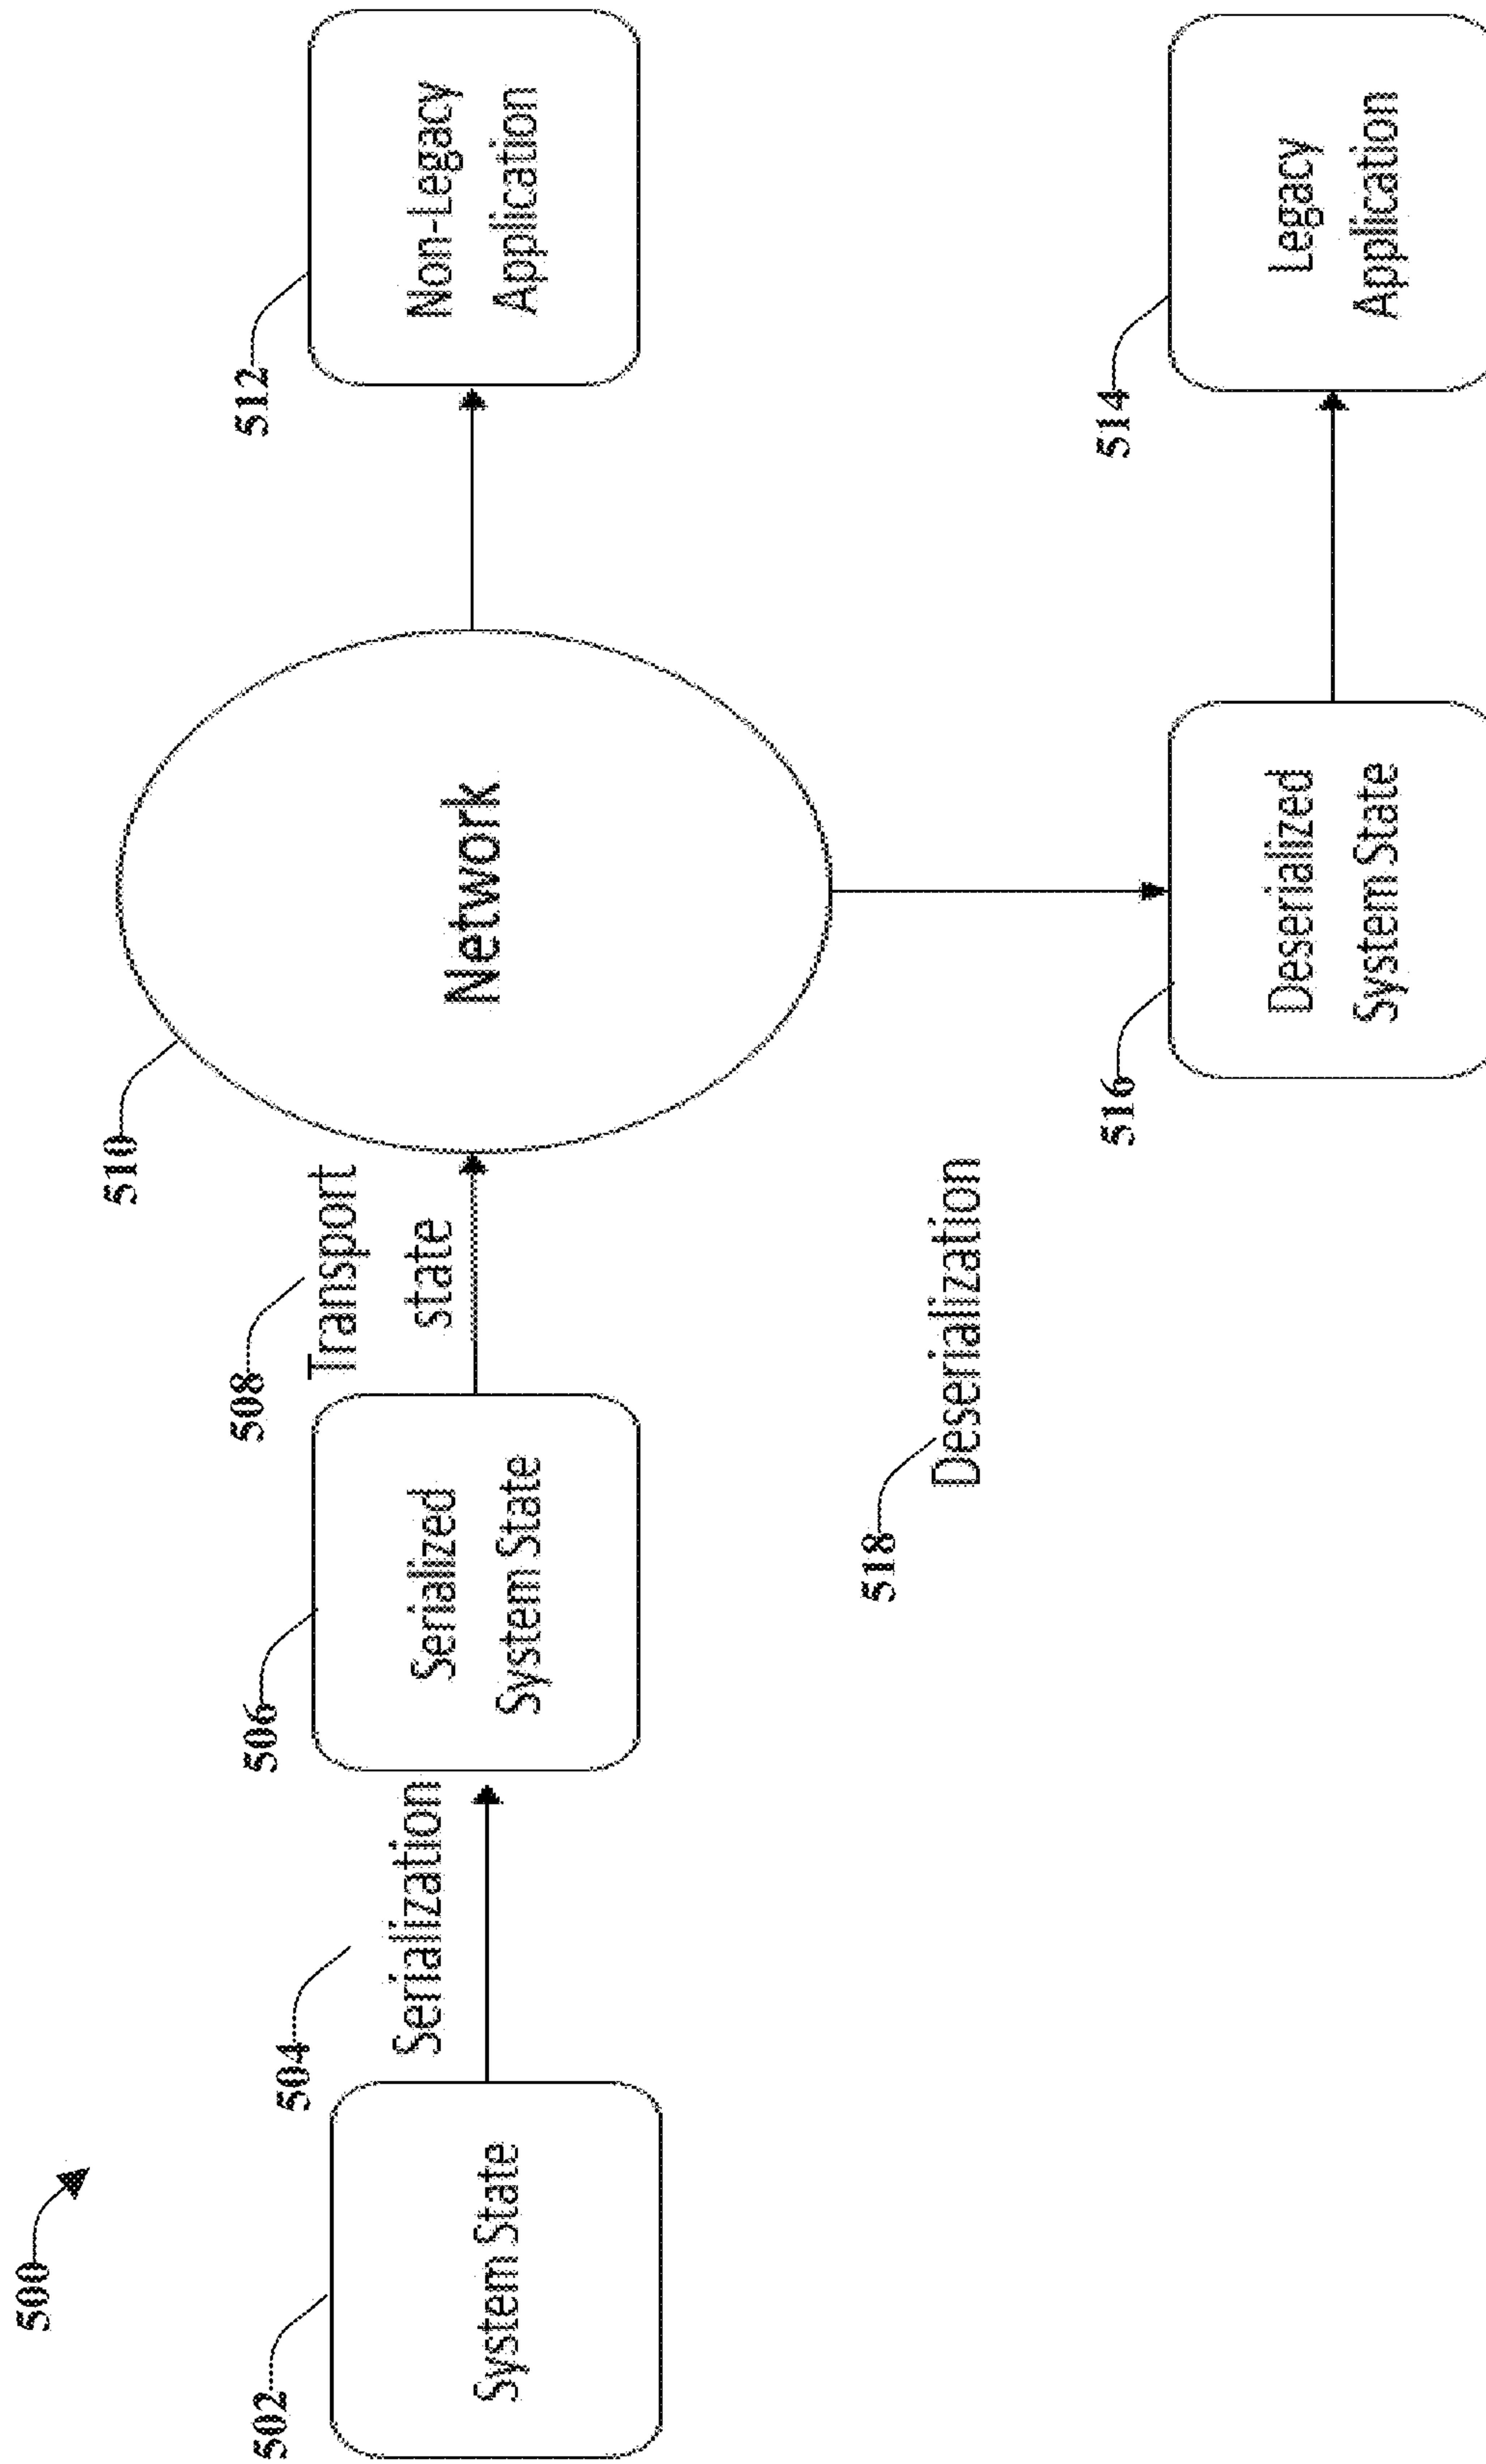 500
502
System State
504
Serialization
506
Serialized
System State
508
Transport
state
510
Network
512
Non-Legacy
Application
518
Deserialization
516
Deserialized
System State
514
Legacy
Application